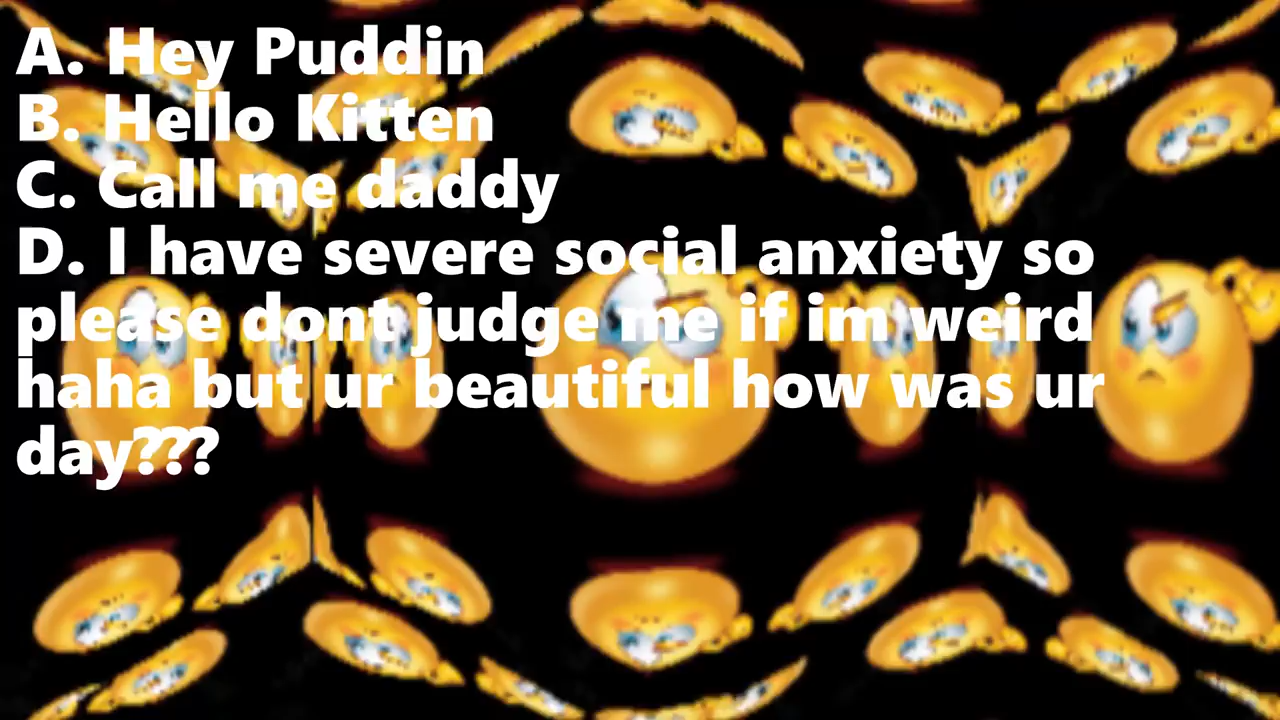 A. Hey Puddin
B. Hello Kitten
C. Call me daddy
D. I have severe social anxiety so
please dont judge me if im weird
haha but ur beautiful how was ur
day???